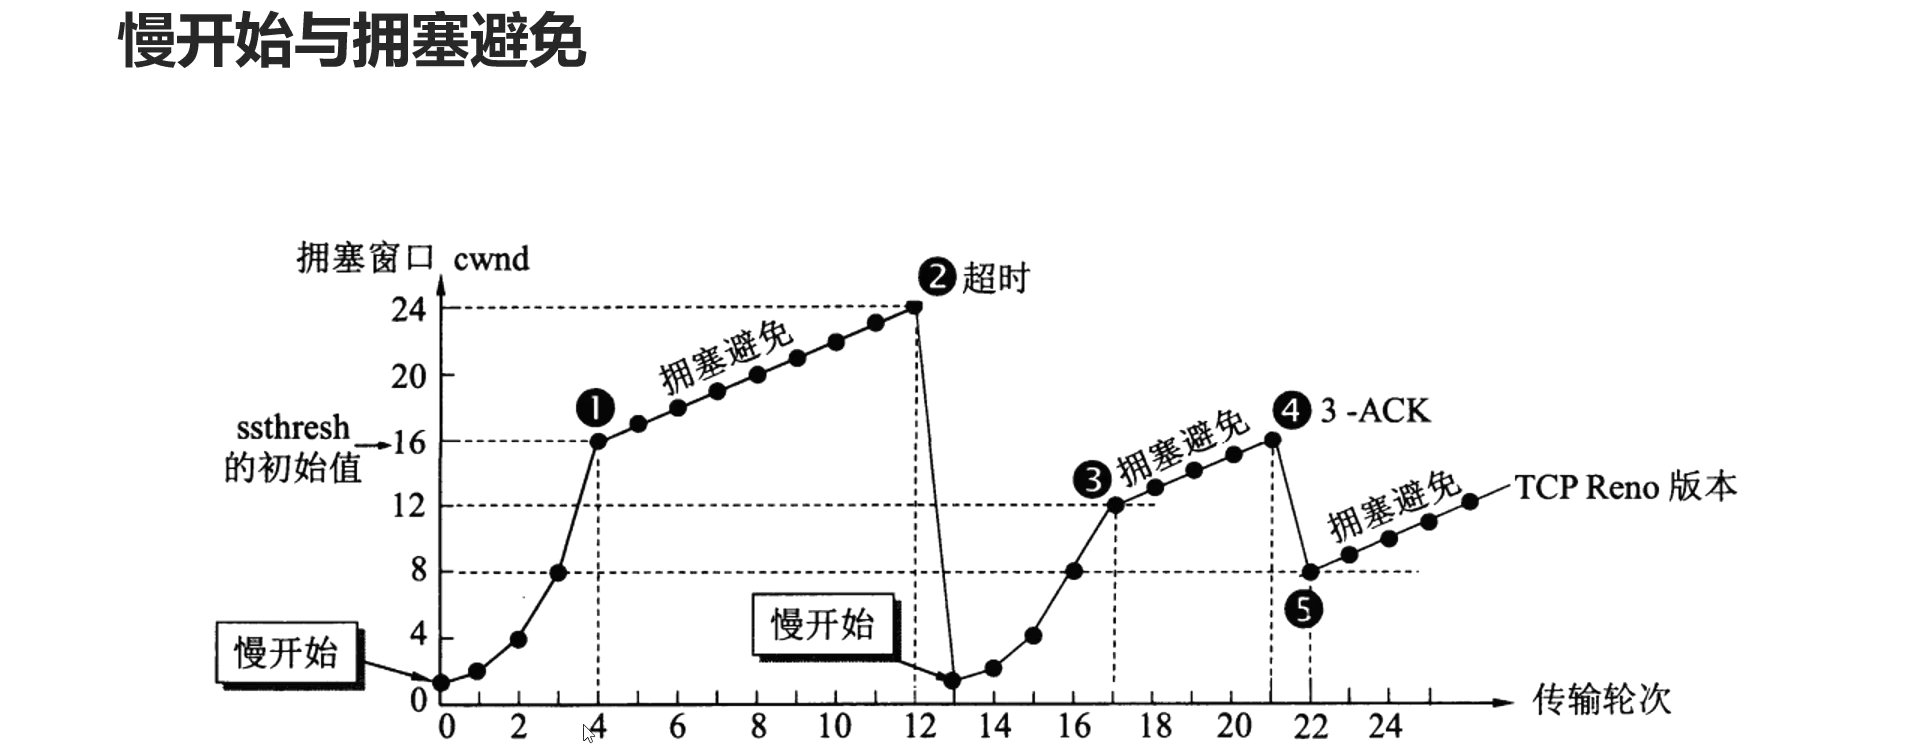 慢开始与拥塞避免
拥塞窗口 cwnd
❷ 超时
24
拥塞避免
20
❶
❹ 3 -ACK
ssthresh
的初始值
16
拥塞避免
❸
12
拥塞避免
TCP Reno 版本
8
❺
慢开始
4
慢开始
0
传输轮次
0 2 4 6 8 10 12 14 16 18 20 22 24